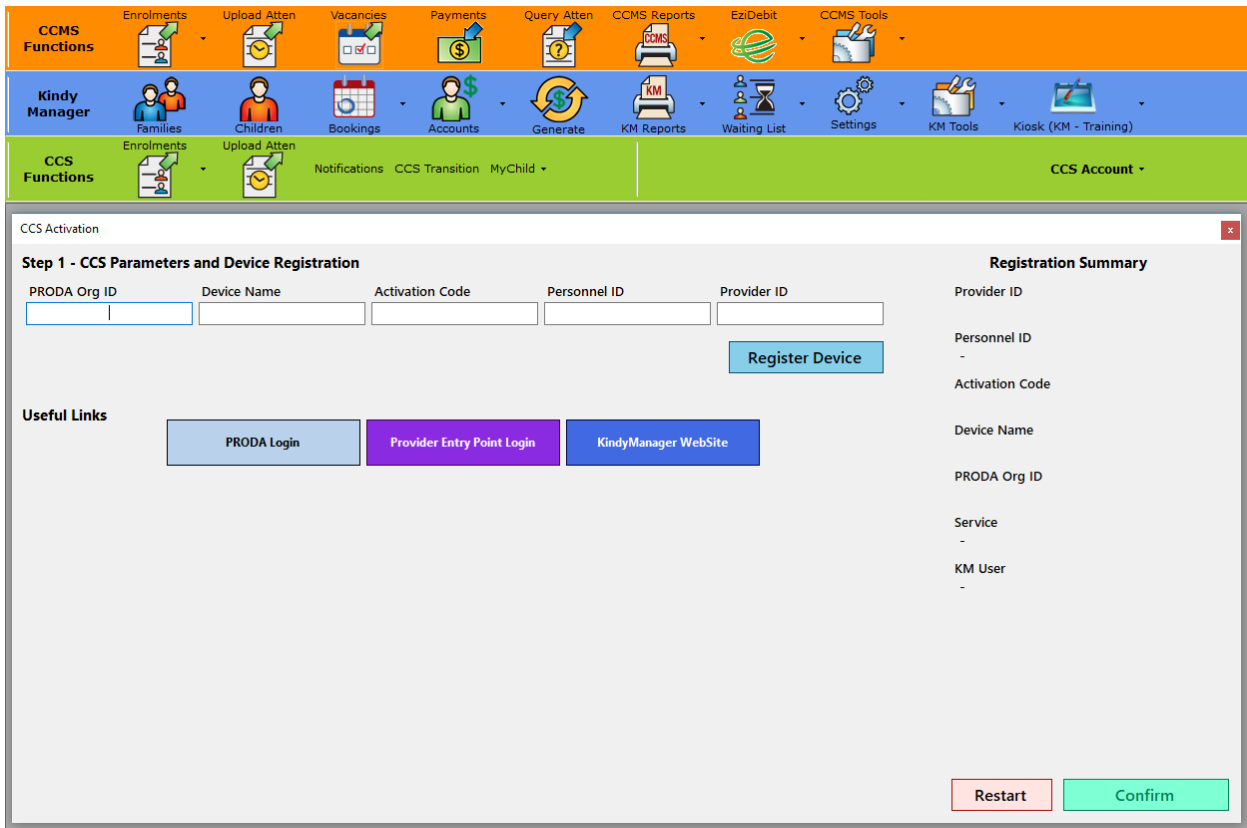 Enrolments Upload Atten Vacancies Payments Query Atten CCMS Reports EziDebit CCMS Tools
CCMS
Functions
CCMS
Kindy
Manager
KM
Families Children Bookings Accounts Generate KM Reports Waiting List Settings KM Tools Kiosk (KM - Training)
Enrolments Upload Atten
CCS
Functions
Notifications CCS Transition MyChild
CCS Account
CCS Activation
x
Step 1 - CCS Parameters and Device Registration
PRODA Org ID Device Name Activation Code Personnel ID Provider ID
Register Device
Useful Links
PRODA Login Provider Entry Point Login KindyManager WebSite
Registration Summary
Provider ID
Personnel ID
-
Activation Code
Device Name
PRODA Org ID
Service
-
KM User
-
Restart Confirm